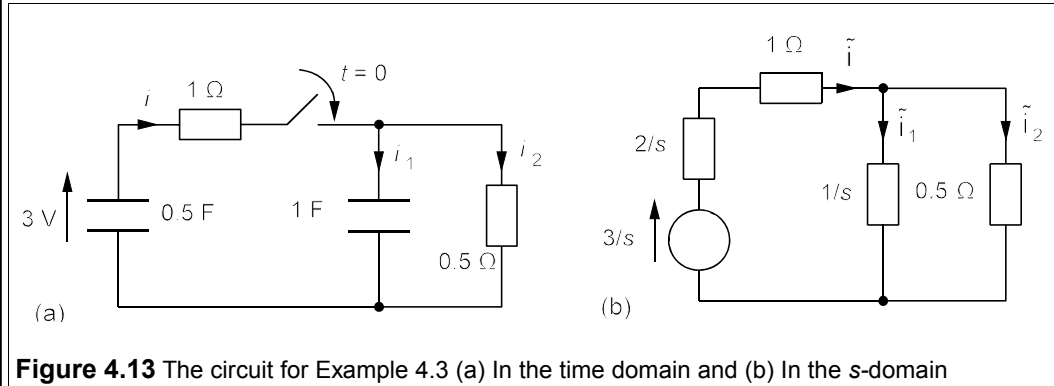 t = 0
1 Ω
i
i₁
i₂
3 V
0.5 F
1 F
0.5 Ω
(a)
1 Ω
ĩ
2/s
ĩ₁
ĩ₂
1/s
0.5 Ω
3/s
(b)
Figure 4.13 The circuit for Example 4.3 (a) In the time domain and (b) In the s-domain